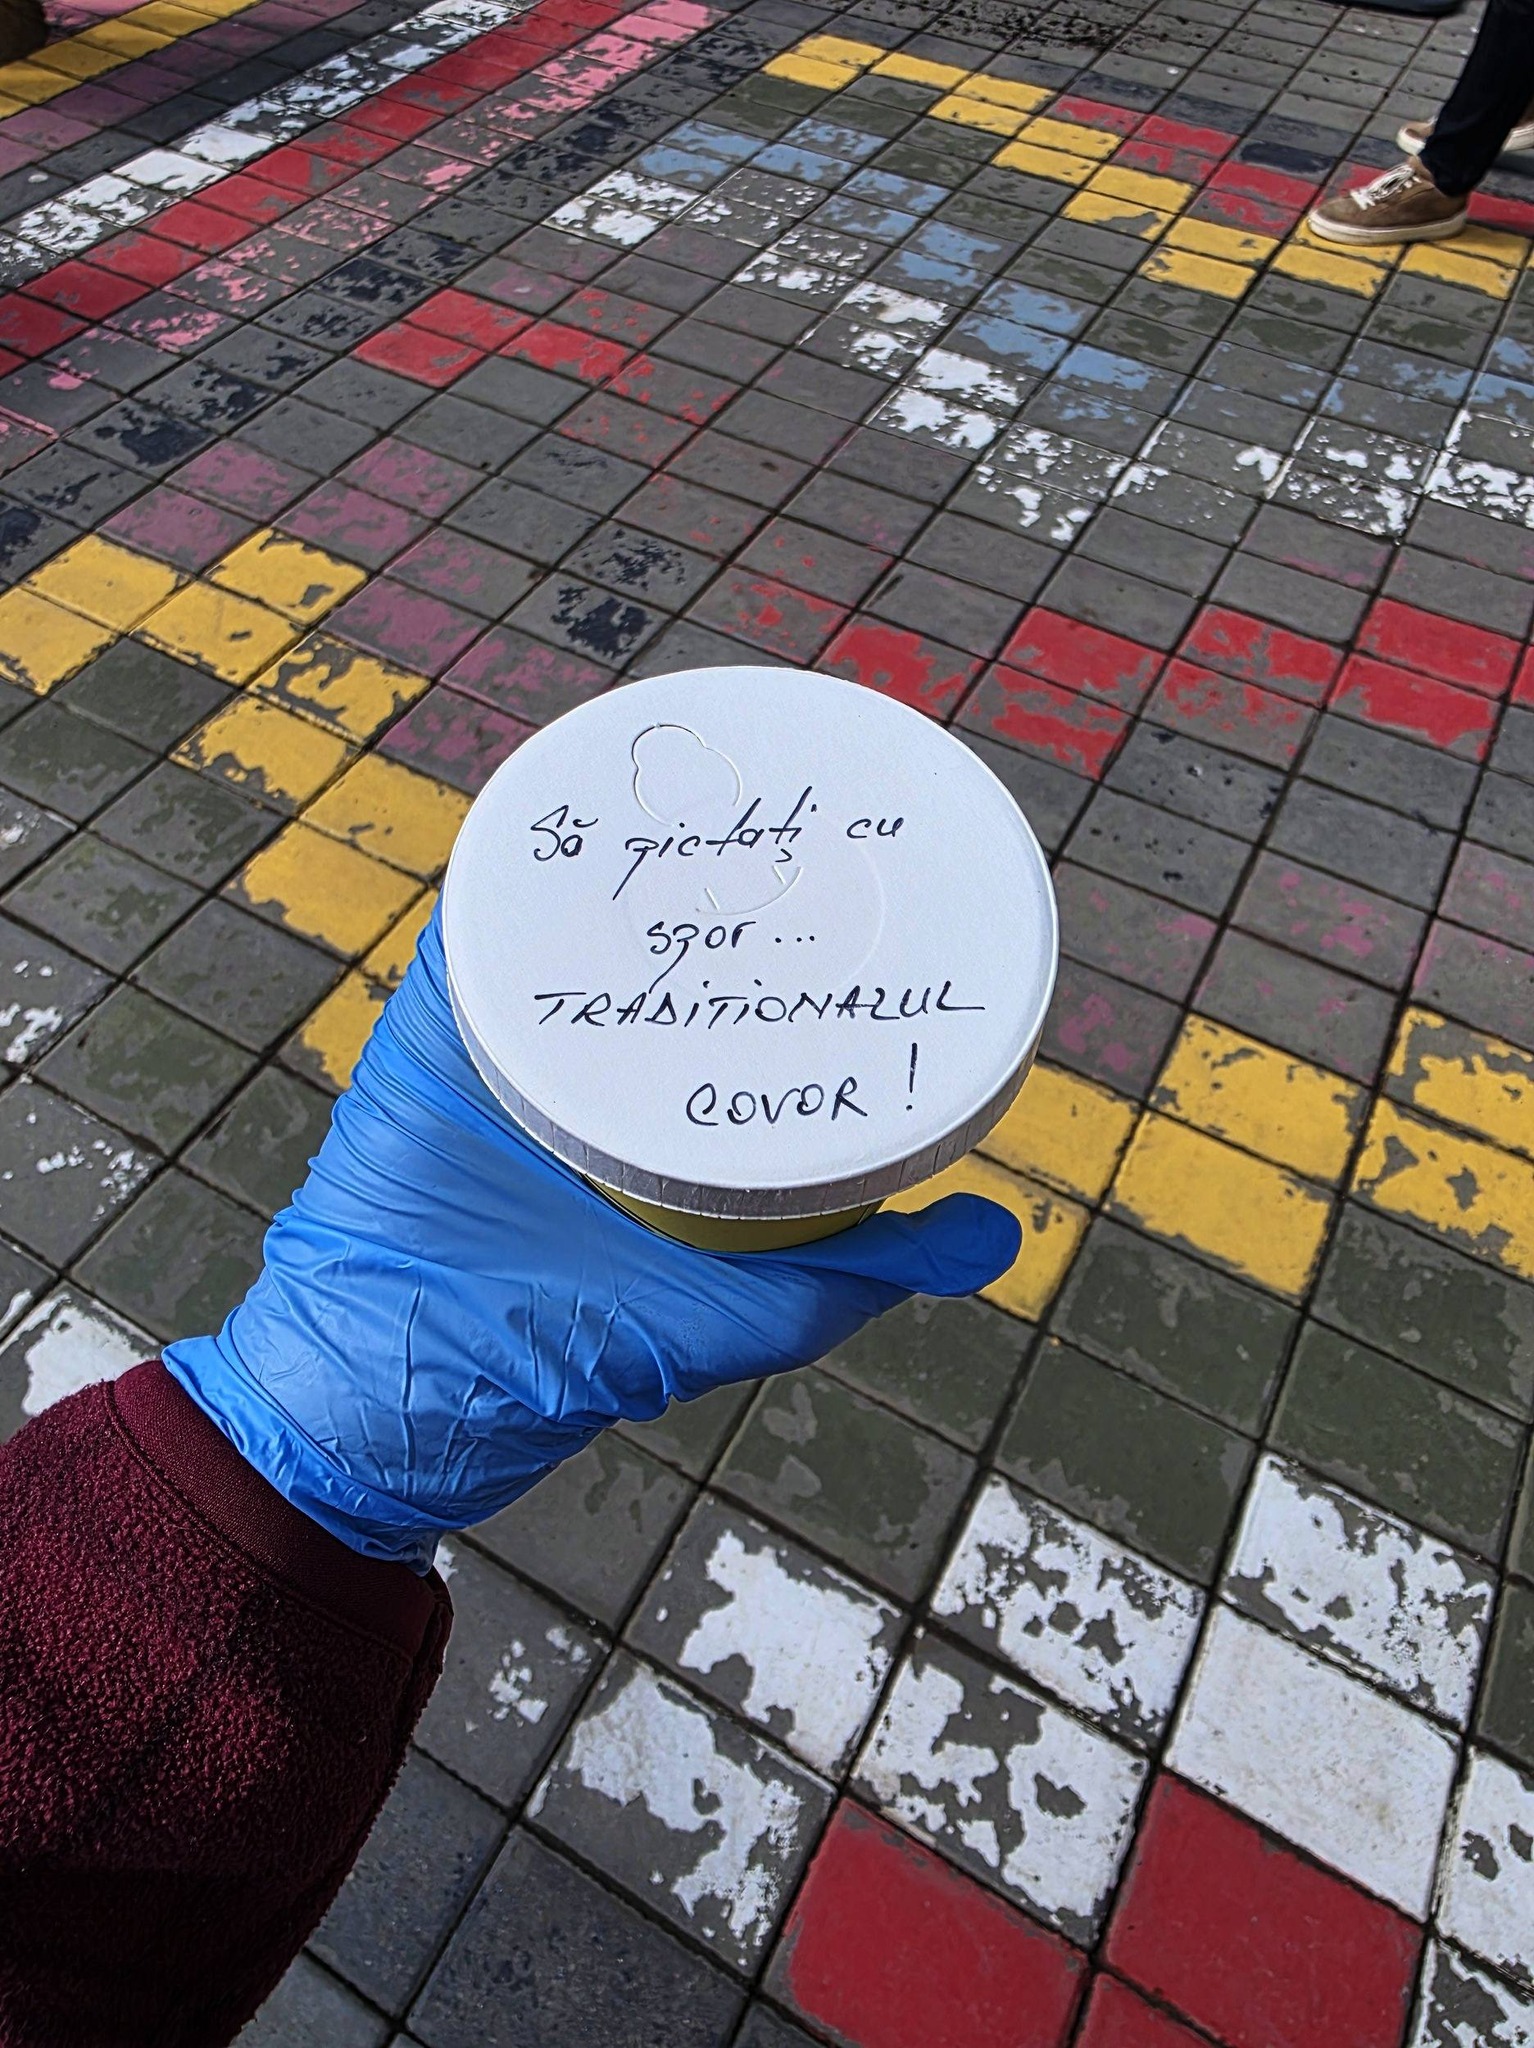 Să pictați cu
spor...
TRADIȚIONALUL
COVOR!